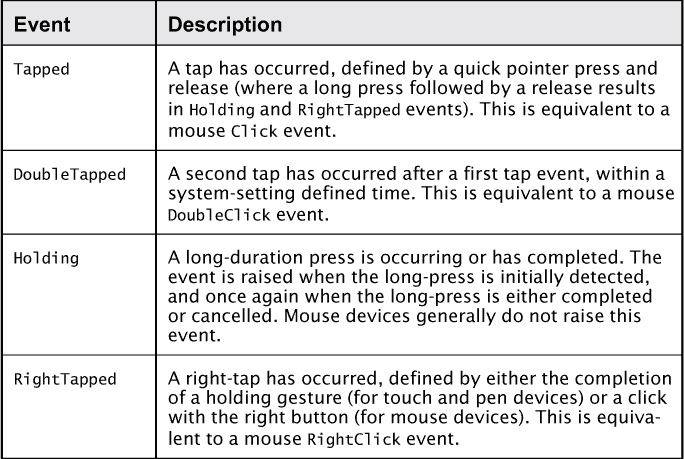 Event Description
Tapped
A tap has occurred, defined by a quick pointer press and
release (where a long press followed by a release results
in Holding and RightTapped events). This is equivalent to a
mouse Click event.
DoubleTapped
A second tap has occurred after a first tap event, within a
system-setting defined time. This is equivalent to a mouse
DoubleClick event.
Holding
A long-duration press is occurring or has completed. The
event is raised when the long-press is initially detected,
and once again when the long-press is either completed
or cancelled. Mouse devices generally do not raise this
event.
RightTapped
A right-tap has occurred, defined by either the completion
of a holding gesture (for touch and pen devices) or a click
with the right button (for mouse devices). This is equiva-
lent to a mouse RightClick event.